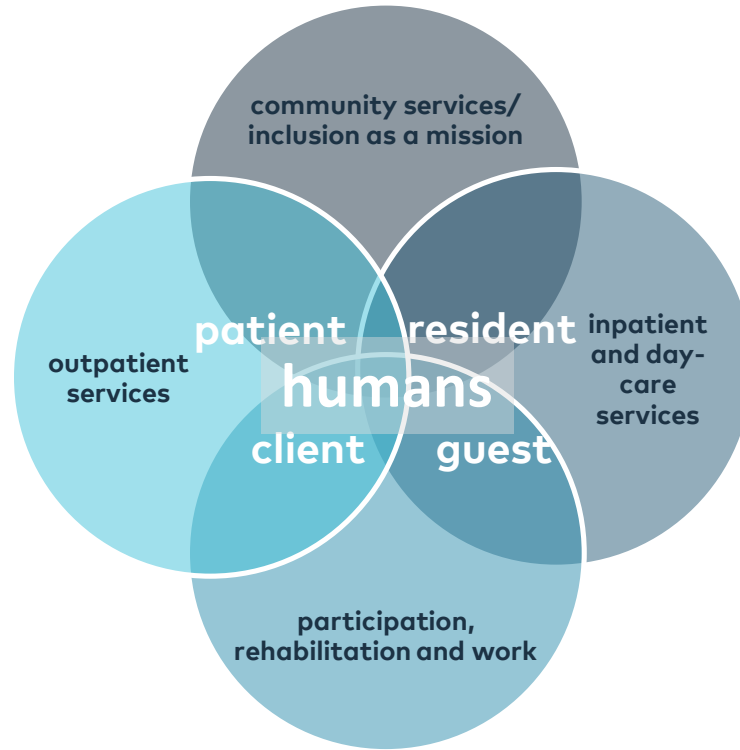 community services/
inclusion as a mission
patient
resident
outpatient
services
inpatient
and day-
care
services
humans
client
guest
participation,
rehabilitation and work